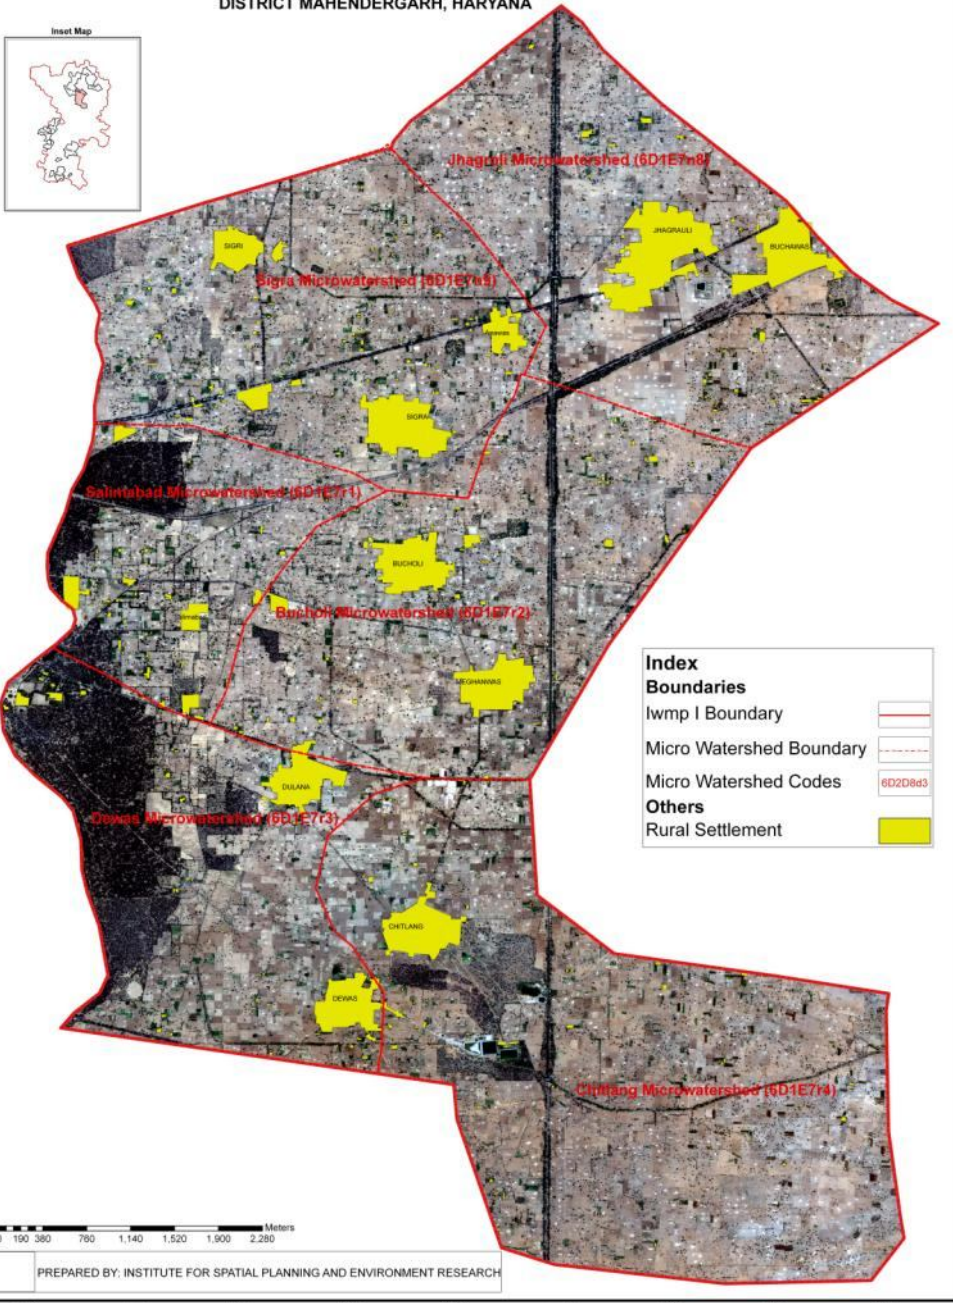 DISTRICT MAHENDERGARH, HARYANA
Inset Map
Jhagroli Microwatershed (6D1E7n8)
JHAGRAULI
BUCHAWAS
SIGRI
Sigra Microwatershed (6D1E7n9)
SIGRA
Salimabad Microwatershed (6D1E7r1)
BUCHOLI
Bucholi Microwatershed (6D1E7r2)
MEGHANWAS
Index
Boundaries
Iwmp I Boundary
Micro Watershed Boundary
Micro Watershed Codes 6D2D8d3
Others
Rural Settlement
DULANA
Dewas Microwatershed (6D1E7r3)
CHITLANG
DEWAS
Chitlang Microwatershed (6D1E7r4)
Meters
190 380 760 1,140 1,520 1,900 2,280
PREPARED BY: INSTITUTE FOR SPATIAL PLANNING AND ENVIRONMENT RESEARCH